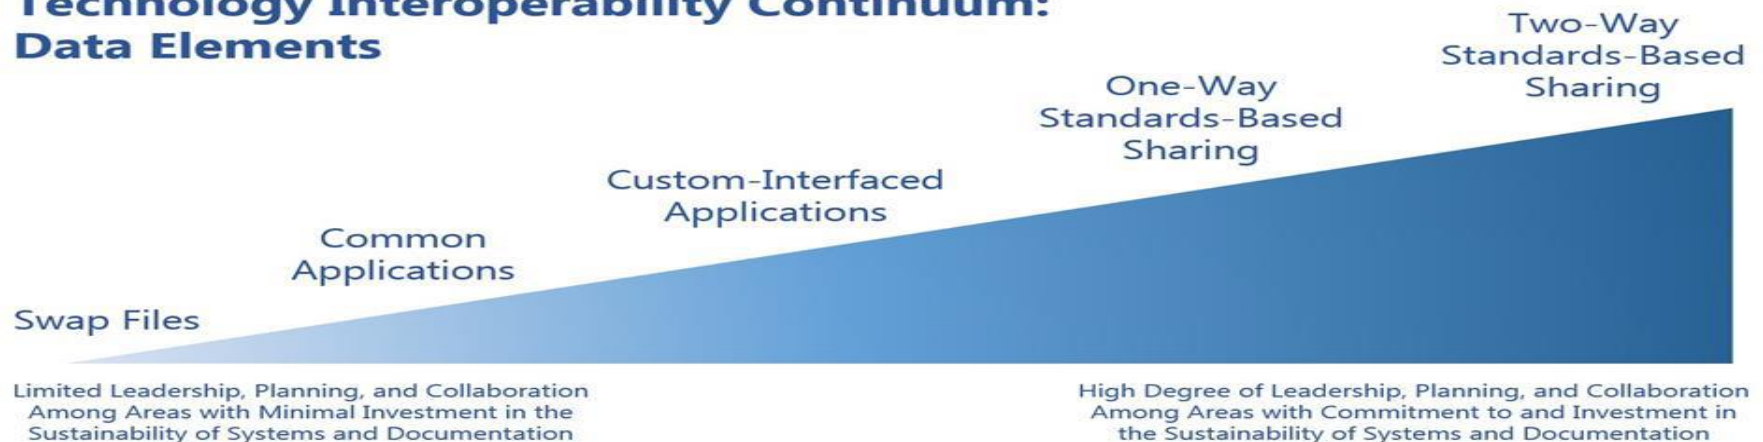 Technology Interoperability Continuum:
Data Elements
Two-Way
Standards-Based
Sharing
One-Way
Standards-Based
Sharing
Custom-Interfaced
Applications
Common
Applications
Swap Files
Limited Leadership, Planning, and Collaboration
Among Areas with Minimal Investment in the
Sustainability of Systems and Documentation
High Degree of Leadership, Planning, and Collaboration
Among Areas with Commitment to and Investment in
the Sustainability of Systems and Documentation